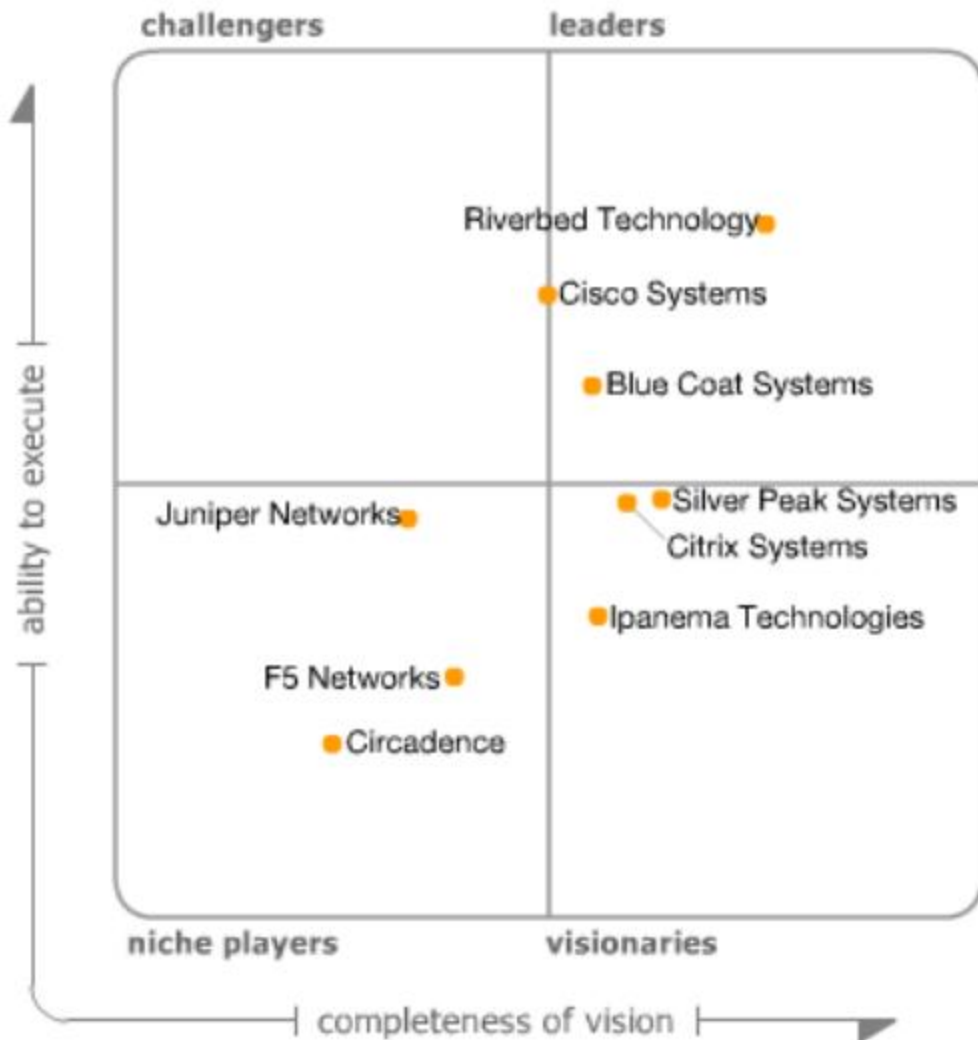 challengers
leaders
Riverbed Technology
Cisco Systems
Blue Coat Systems
ability to execute
Silver Peak Systems
Juniper Networks
Citrix Systems
Ipanema Technologies
F5 Networks
Circadence
niche players
visionaries
completeness of vision